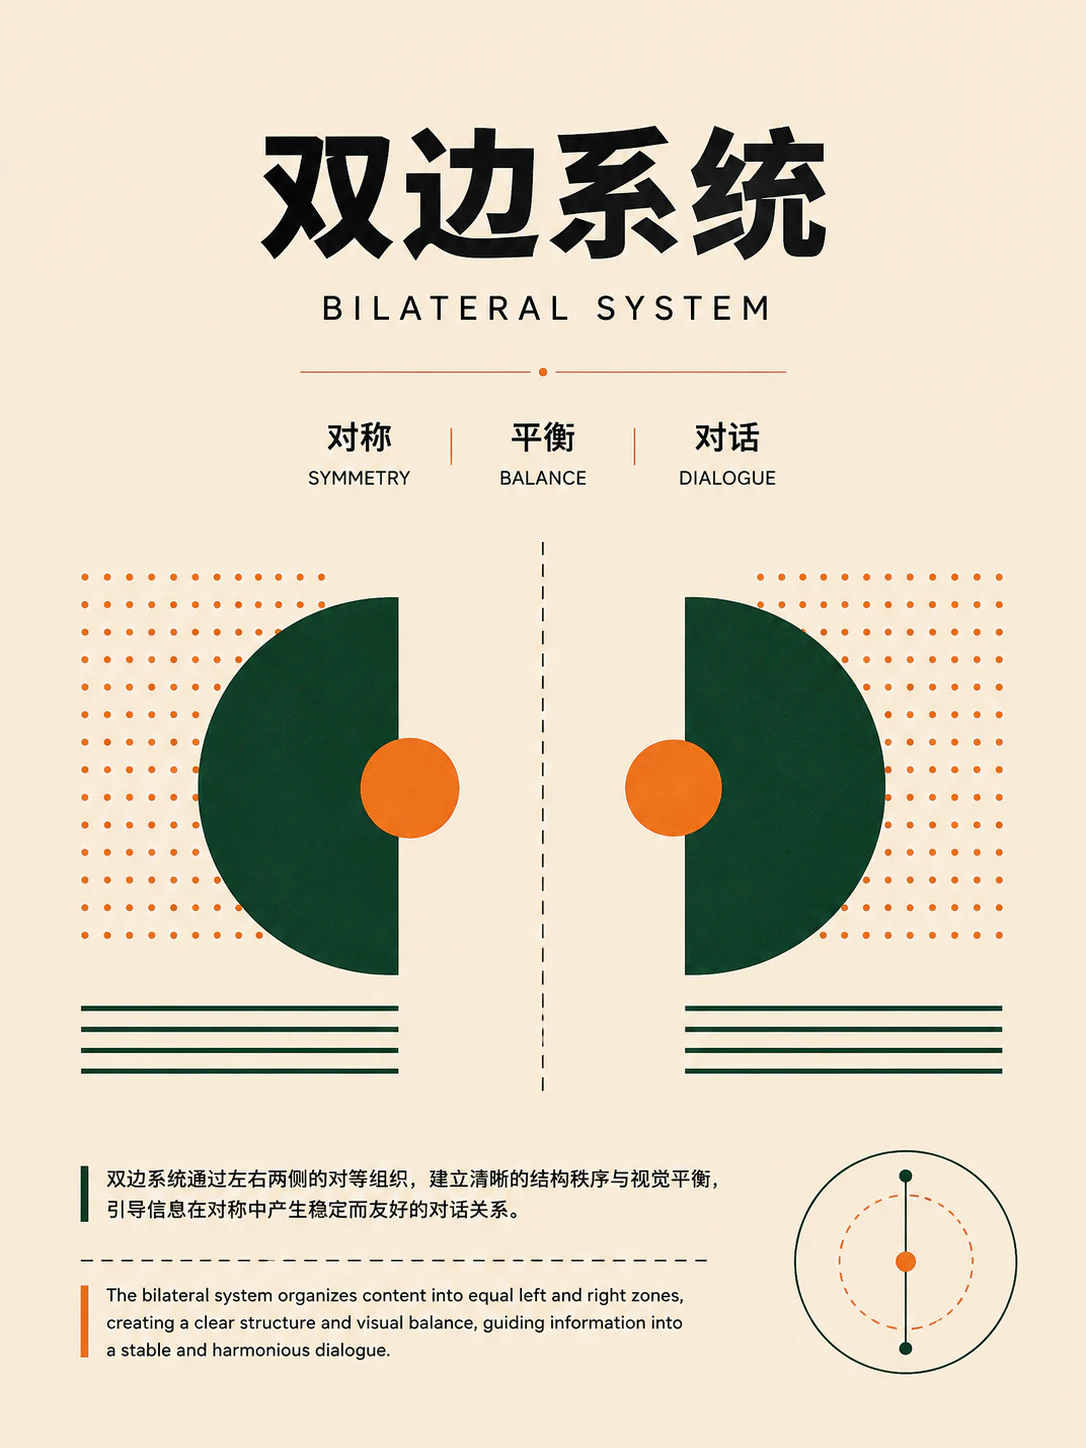 双边系统
BILATERAL SYSTEM
对称
SYMMETRY
平衡
BALANCE
对话
DIALOGUE
双边系统通过左右两侧的对等组织，建立清晰的结构秩序与视觉平衡，
引导信息在对称中产生稳定而友好的对话关系。
The bilateral system organizes content into equal left and right zones,
creating a clear structure and visual balance, guiding information into
a stable and harmonious dialogue.